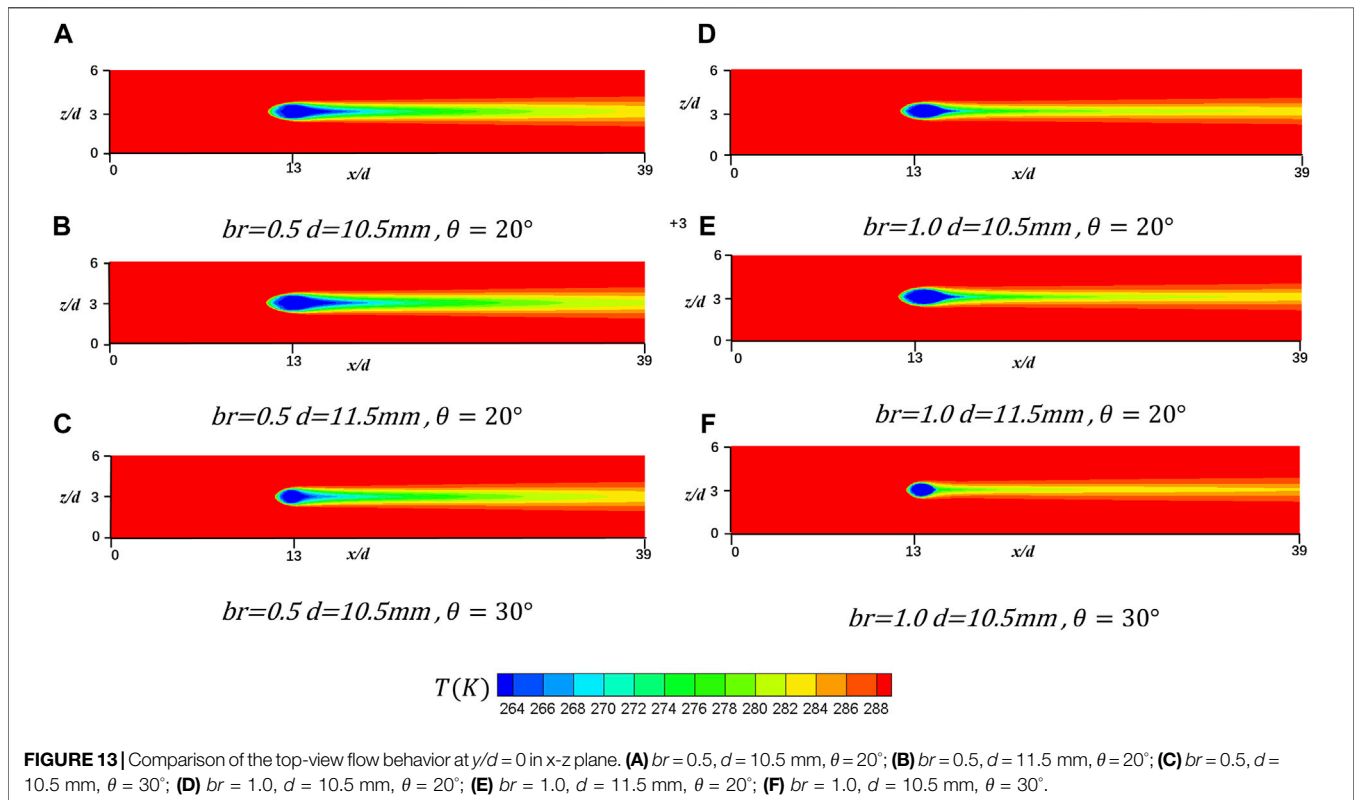 A
6
z/d 3
0
0 13 x/d 39
br=0.5 d=10.5mm, θ = 20°
B
6
z/d 3
0
0 13 x/d 39
br=0.5 d=11.5mm, θ = 20°
C
6
z/d 3
0
0 13 x/d 39
br=0.5 d=10.5mm, θ = 30°
D
6
z/d 3
0
0 13 x/d 39
br=1.0 d=10.5mm, θ = 20°
+3 E
6
z/d 3
0
0 13 x/d 39
br=1.0 d=11.5mm, θ = 20°
F
6
z/d 3
0
0 13 x/d 39
br=1.0 d=10.5mm, θ = 30°
T(K)
264 266 268 270 272 274 276 278 280 282 284 286 288
FIGURE 13 | Comparison of the top-view flow behavior at y/d = 0 in x-z plane. (A) br = 0.5, d = 10.5 mm, θ = 20°; (B) br = 0.5, d = 11.5 mm, θ = 20°; (C) br = 0.5, d =
10.5 mm, θ = 30°; (D) br = 1.0, d = 10.5 mm, θ = 20°; (E) br = 1.0, d = 11.5 mm, θ = 20°; (F) br = 1.0, d = 10.5 mm, θ = 30°.